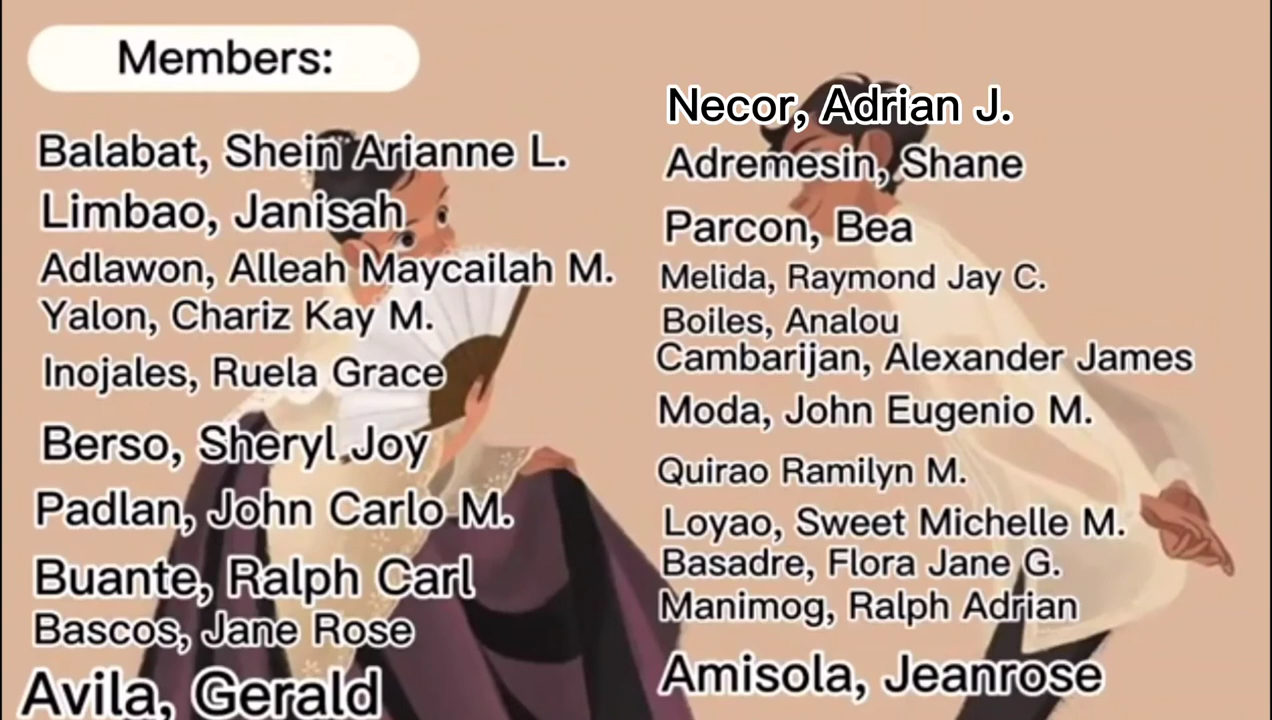 Members:
Balabat, Shein Arianne L.
Limbao, Janisah
Adlawon, Alleah Maycailah M.
Yalon, Chariz Kay M.
Inojales, Ruela Grace
Berso, Sheryl Joy
Padlan, John Carlo M.
Buante, Ralph Carl
Bascos, Jane Rose
Avila, Gerald
Necor, Adrian J.
Adremesin, Shane
Parcon, Bea
Melida, Raymond Jay C.
Boiles, Analou
Cambarijan, Alexander James
Moda, John Eugenio M.
Quirao Ramilyn M.
Loyao, Sweet Michelle M.
Basadre, Flora Jane G.
Manimog, Ralph Adrian
Amisola, Jeanrose